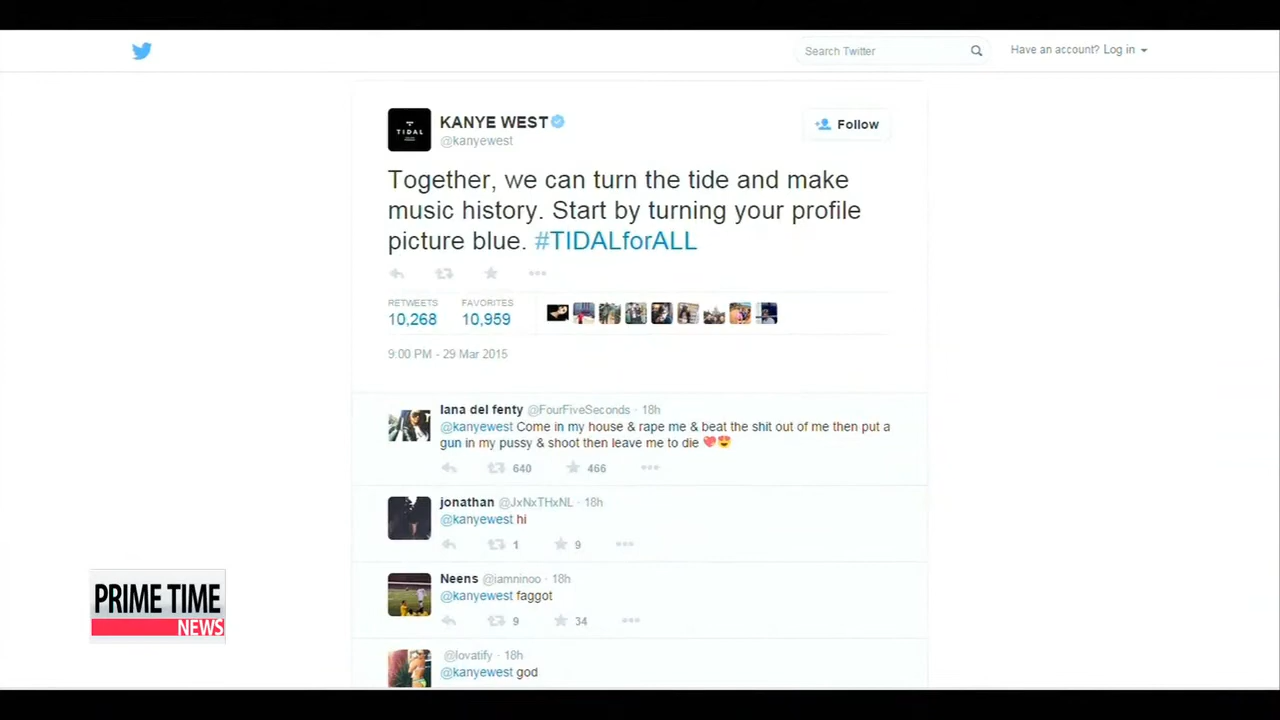 Search Twitter
Have an account? Log in
TIDAL
KANYE WEST
@kanyewest
Follow
Together, we can turn the tide and make
music history. Start by turning your profile
picture blue. #TIDALforALL
RETWEETS FAVORITES
10,268 10,959
9:00 PM - 29 Mar 2015
lana del fenty @FourFiveSeconds · 18h
@kanyewest Come in my house & rape me & beat the shit out of me then put a
gun in my pussy & shoot then leave me to die 💖😍
640 466
jonathan @JxNxTHxNL · 18h
@kanyewest hi
1 9
Neens @iamninoo · 18h
@kanyewest faggot
9 34
@lovatify · 18h
@kanyewest god
PRIME TIME
NEWS